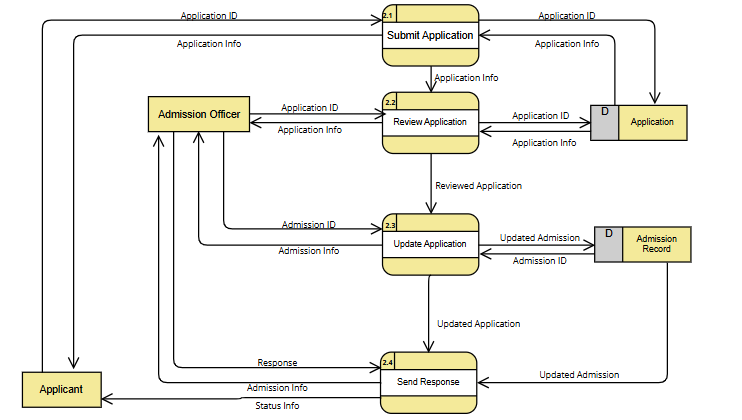 Application ID
2.1
Application ID
Application Info
Submit Application
Application Info
Application Info
2.2
Admission Officer
Application ID
Application Info
Review Application
Application ID
Application Info
D
Application
Reviewed Application
2.3
Admission ID
Admission Info
Update Application
Updated Admission
Admission ID
D
Admission
Record
Updated Application
2.4
Response
Send Response
Updated Admission
Applicant
Admission Info
Status Info